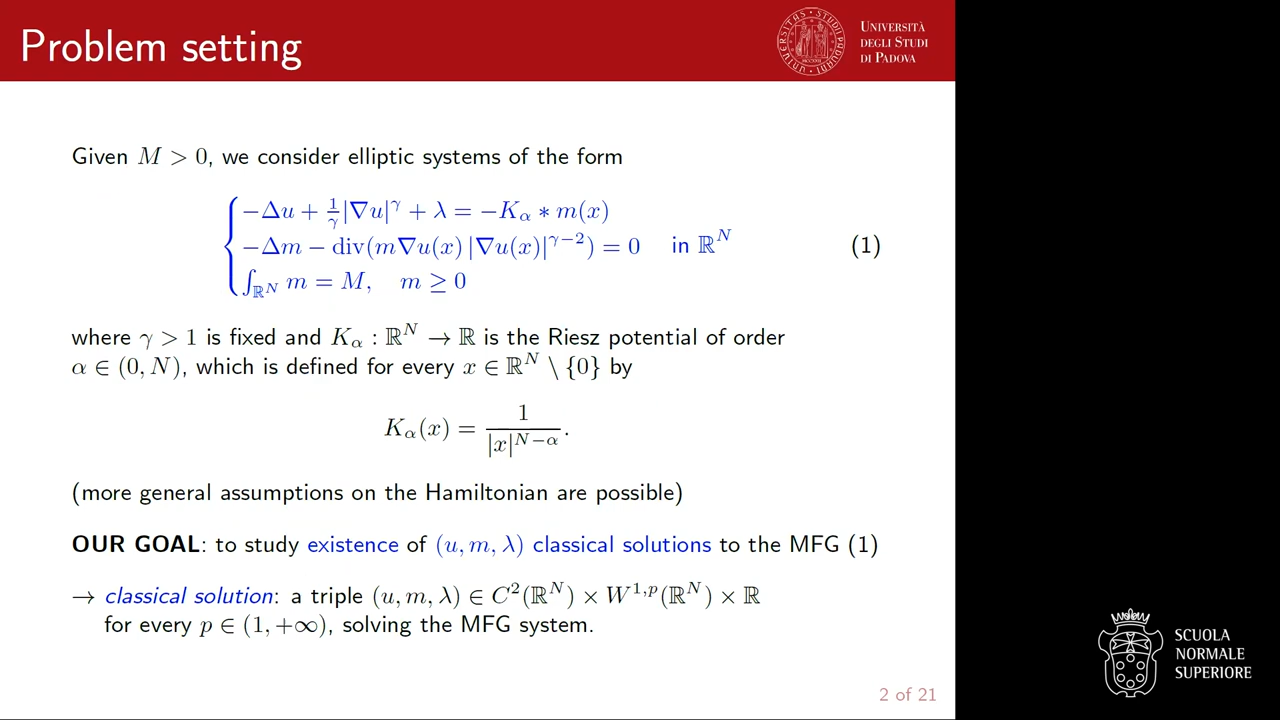 Problem setting
UNIVERSITÀ
DEGLI STUDI
DI PADOVA
Given M > 0, we consider elliptic systems of the form
−Δu + 1/γ |∇u|^γ + λ = −K_α ∗ m(x)
−Δm − div(m∇u(x) |∇u(x)|^{γ−2}) = 0 in ℝ^N (1)
∫_{ℝ^N} m = M, m ≥ 0
where γ > 1 is fixed and K_α : ℝ^N → ℝ is the Riesz potential of order
α ∈ (0, N), which is defined for every x ∈ ℝ^N \ {0} by
K_α(x) = 1/|x|^{N−α}.
(more general assumptions on the Hamiltonian are possible)
OUR GOAL: to study existence of (u, m, λ) classical solutions to the MFG (1)
→ classical solution: a triple (u, m, λ) ∈ C^2(ℝ^N) × W^{1,p}(ℝ^N) × ℝ
for every p ∈ (1, +∞), solving the MFG system.
SCUOLA
NORMALE
SUPERIORE
2 of 21